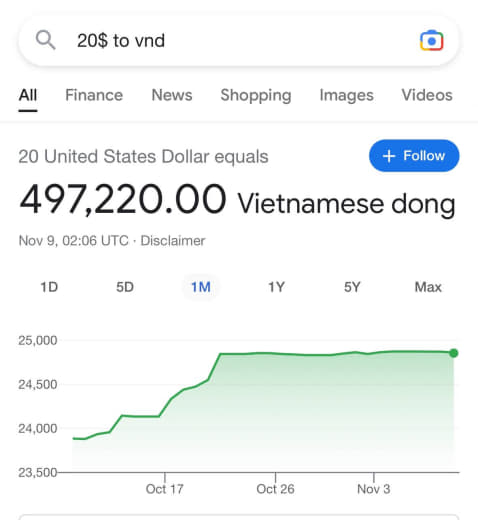 20$ to vnd
All Finance News Shopping Images Videos
20 United States Dollar equals
+ Follow
497,220.00 Vietnamese dong
Nov 9, 02:06 UTC · Disclaimer
1D 5D 1M 1Y 5Y Max
25,000
24,500
24,000
23,500
Oct 17 Oct 26 Nov 3